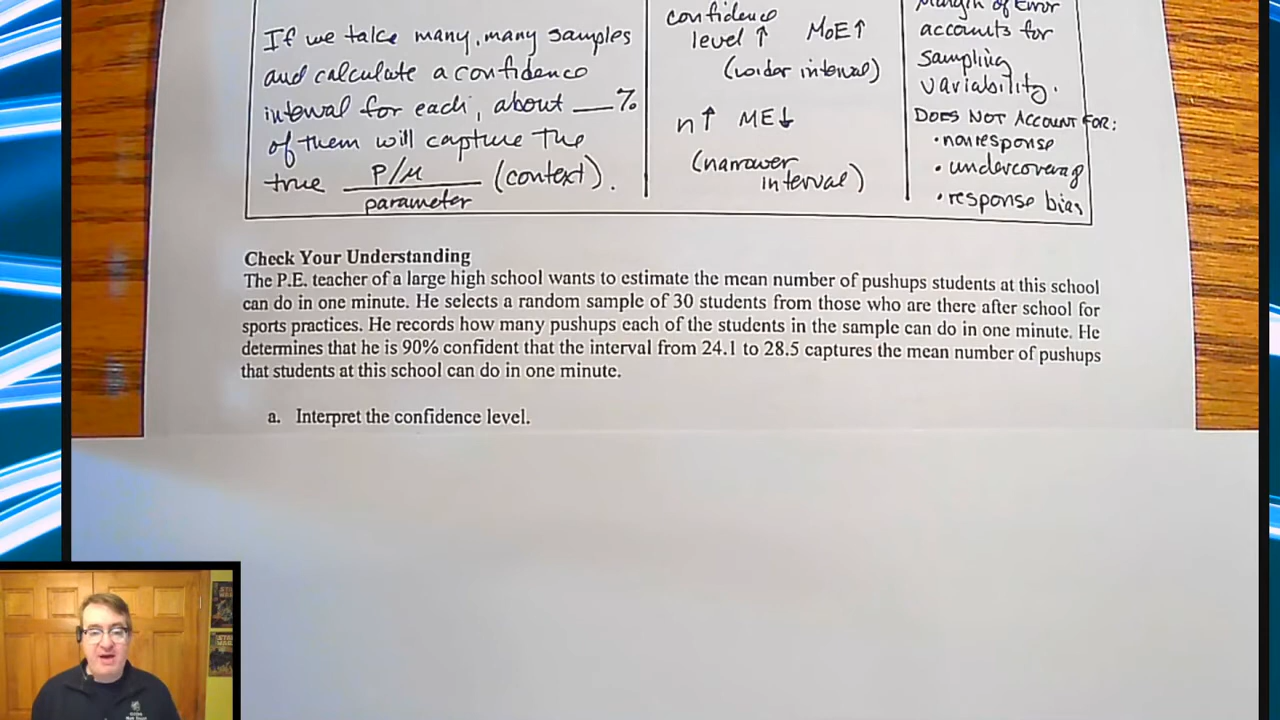 If we take many, many samples
and calculate a confidence
interval for each, about ___%
of them will capture the
true P/μ (context).
parameter
confidence
level ↑ MoE↑
(wider interval)
n↑ ME↓
(narrower
interval)
Margin of Error
accounts for
sampling
variability.
DOES NOT ACCOUNT FOR:
• nonresponse
• undercoverag
• response bias
Check Your Understanding
The P.E. teacher of a large high school wants to estimate the mean number of pushups students at this school
can do in one minute. He selects a random sample of 30 students from those who are there after school for
sports practices. He records how many pushups each of the students in the sample can do in one minute. He
determines that he is 90% confident that the interval from 24.1 to 28.5 captures the mean number of pushups
that students at this school can do in one minute.
a. Interpret the confidence level.